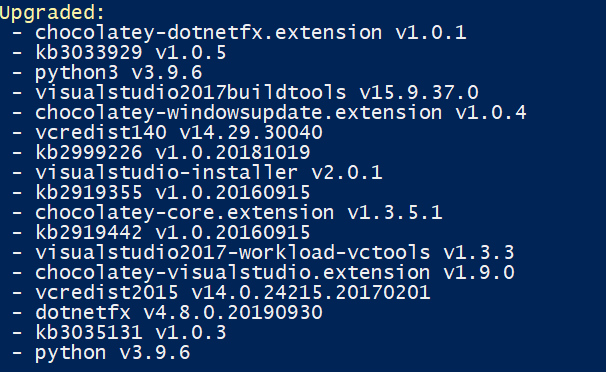 Upgraded:
- chocolatey-dotnetfx.extension v1.0.1
- kb3033929 v1.0.5
- python3 v3.9.6
- visualstudio2017buildtools v15.9.37.0
- chocolatey-windowsupdate.extension v1.0.4
- vcredist140 v14.29.30040
- kb2999226 v1.0.20181019
- visualstudio-installer v2.0.1
- kb2919355 v1.0.20160915
- chocolatey-core.extension v1.3.5.1
- kb2919442 v1.0.20160915
- visualstudio2017-workload-vctools v1.3.3
- chocolatey-visualstudio.extension v1.9.0
- vcredist2015 v14.0.24215.20170201
- dotnetfx v4.8.0.20190930
- kb3035131 v1.0.3
- python v3.9.6